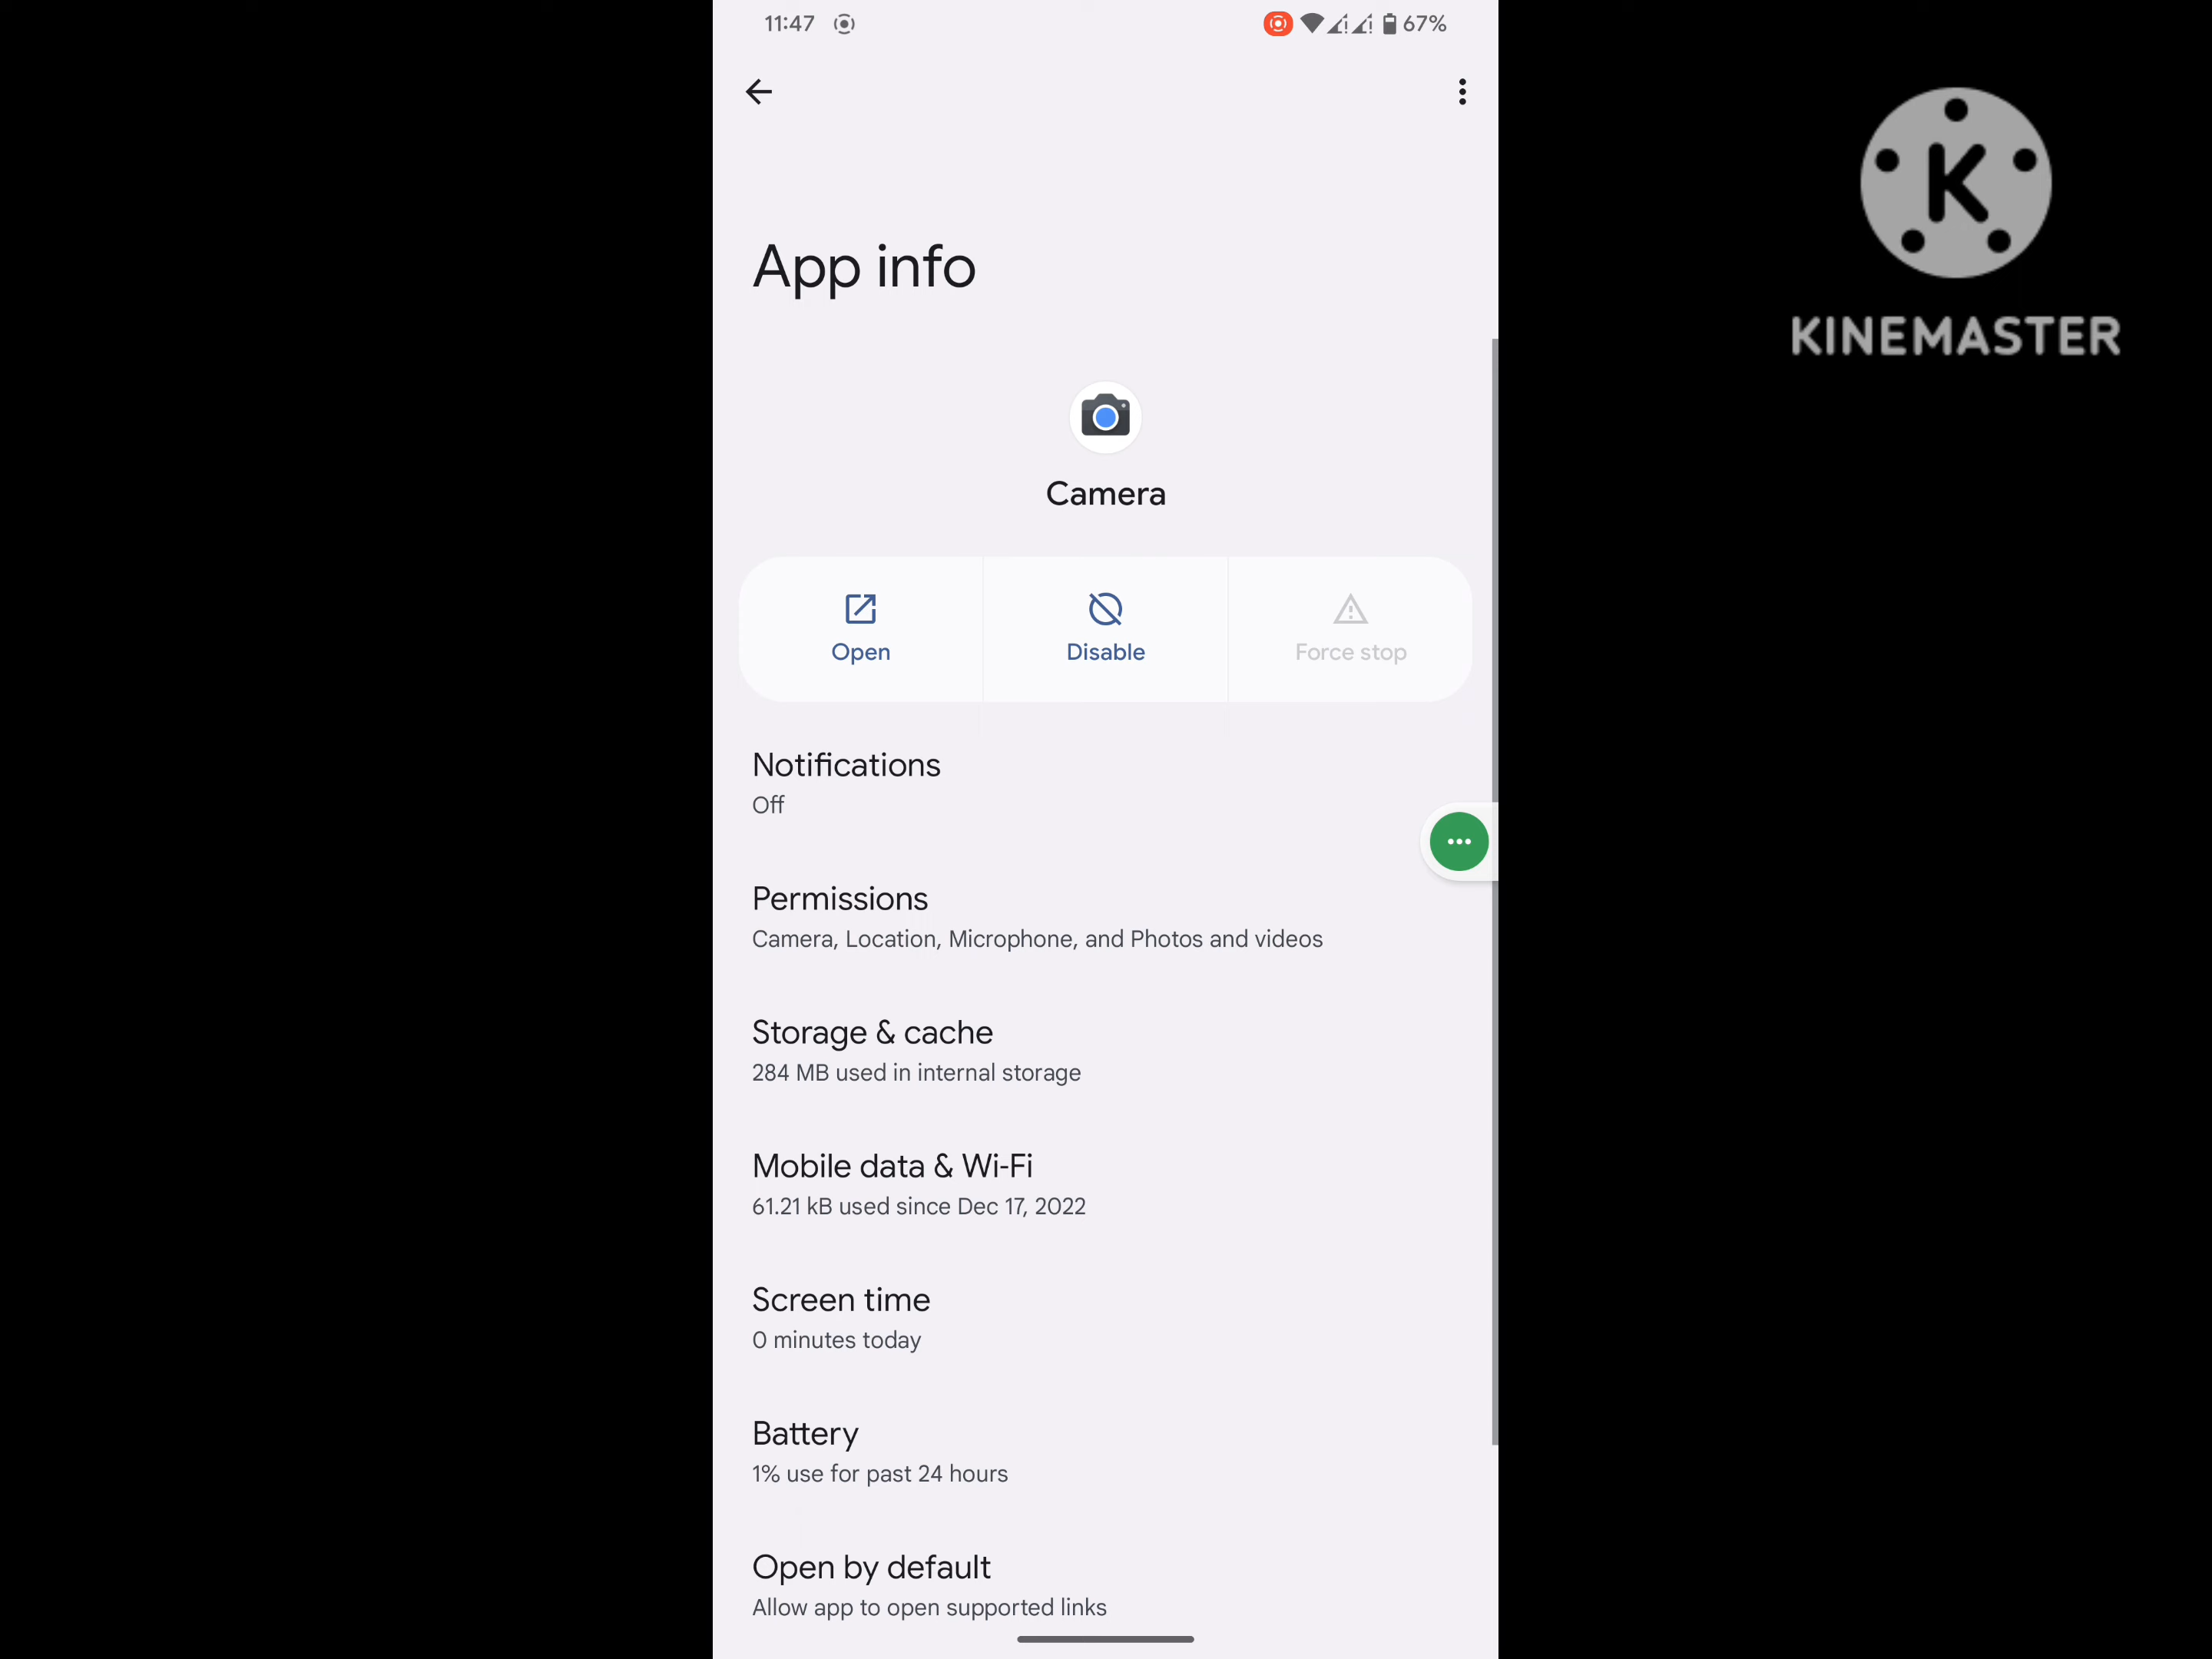 11:47
67%
KINEMASTER
App info
Camera
Open
Disable
Force stop
Notifications
Off
Permissions
Camera, Location, Microphone, and Photos and videos
Storage & cache
284 MB used in internal storage
Mobile data & Wi-Fi
61.21 kB used since Dec 17, 2022
Screen time
0 minutes today
Battery
1% use for past 24 hours
Open by default
Allow app to open supported links